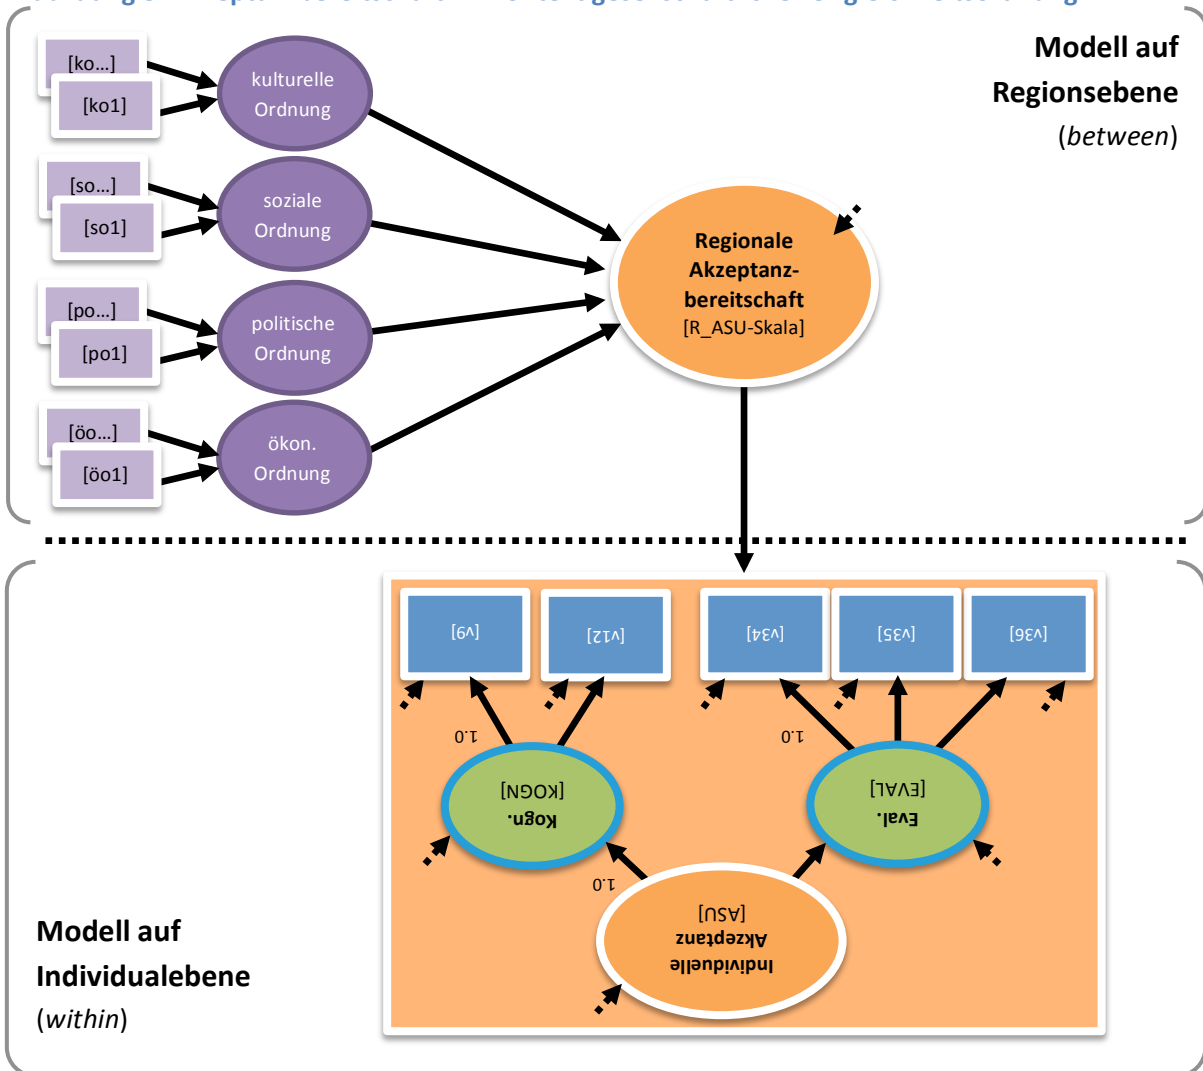 Modell auf
Regionsebene
(between)
[ko...]
[ko1]
kulturelle
Ordnung
[so...]
[so1]
soziale
Ordnung
[po...]
[po1]
politische
Ordnung
[öo...]
[öo1]
ökon.
Ordnung
Regionale
Akzeptanz-
bereitschaft
[R_ASU-Skala]
[v9]
[v12]
[v34]
[v35]
[v36]
1.0
1.0
Kogn.
[KOGN]
Eval.
[EVAL]
1.0
Individuelle
Akzeptanz
[ASU]
Modell auf
Individualebene
(within)